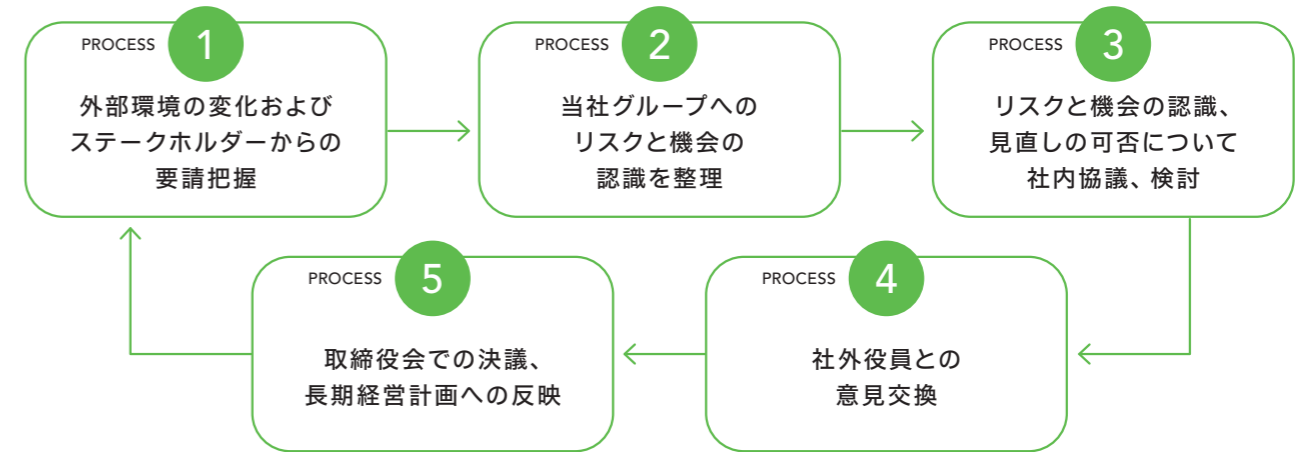 PROCESS 1
外部環境の変化および
ステークホルダーからの
要請把握
PROCESS 2
当社グループへの
リスクと機会の
認識を整理
PROCESS 3
リスクと機会の認識、
見直しの可否について
社内協議、検討
PROCESS 4
社外役員との
意見交換
PROCESS 5
取締役会での決議、
長期経営計画への反映